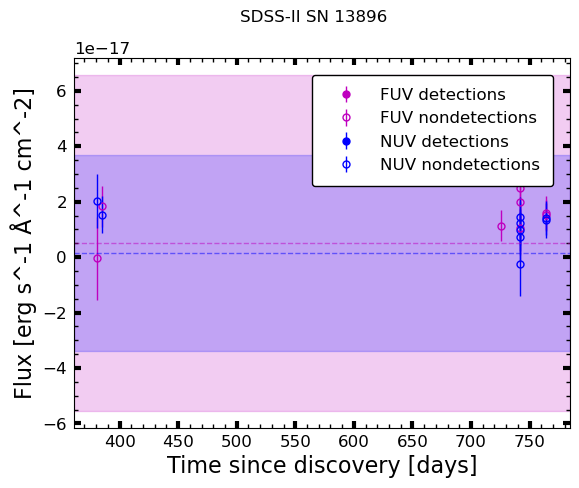 SDSS-II SN 13896
1e−17
FUV detections
FUV nondetections
NUV detections
NUV nondetections
6
4
2
0
−2
−4
−6
Flux [erg s^-1 Å^-1 cm^-2]
400 450 500 550 600 650 700 750
Time since discovery [days]